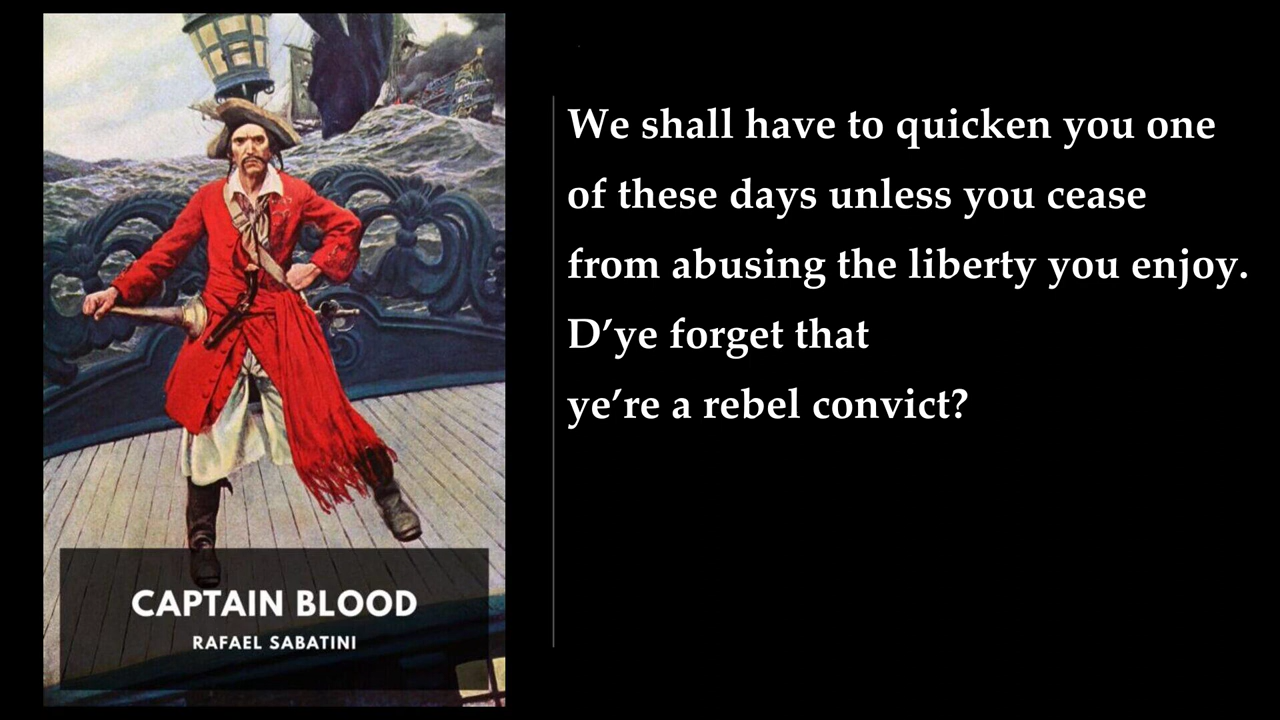 CAPTAIN BLOOD
RAFAEL SABATINI
We shall have to quicken you one
of these days unless you cease
from abusing the liberty you enjoy.
D’ye forget that
ye’re a rebel convict?